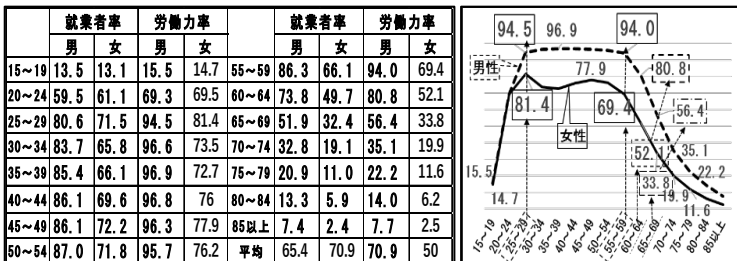 就業者率 労働力率 就業者率 労働力率
男 女 男 女 男 女 男 女
15～19 13.5 13.1 15.5 14.7 55～59 86.3 66.1 94.0 69.4
20～24 59.5 61.1 69.3 69.5 60～64 73.8 49.7 80.8 52.1
25～29 80.6 71.5 94.5 81.4 65～69 51.9 32.4 56.4 33.8
30～34 83.7 65.8 96.6 73.5 70～74 32.8 19.1 35.1 19.9
35～39 85.4 66.1 96.9 72.7 75～79 20.9 11.0 22.2 11.6
40～44 86.1 69.6 96.8 76 80～84 13.3 5.9 14.0 6.2
45～49 86.1 72.2 96.3 77.9 85以上 7.4 2.4 7.7 2.5
50～54 87.0 71.8 95.7 76.2 平均 65.4 70.9 70.9 50
94.5 96.9 94.0
男性 77.9 80.8
81.4 69.4 56.4
女性
52.1 35.1
15.5 33.8 22.2
14.7 19.9 11.6
15～19
20～24
25～29
30～34
35～39
40～44
45～49
50～54
55～59
60～64
65～69
70～74
75～79
80～84
85以上